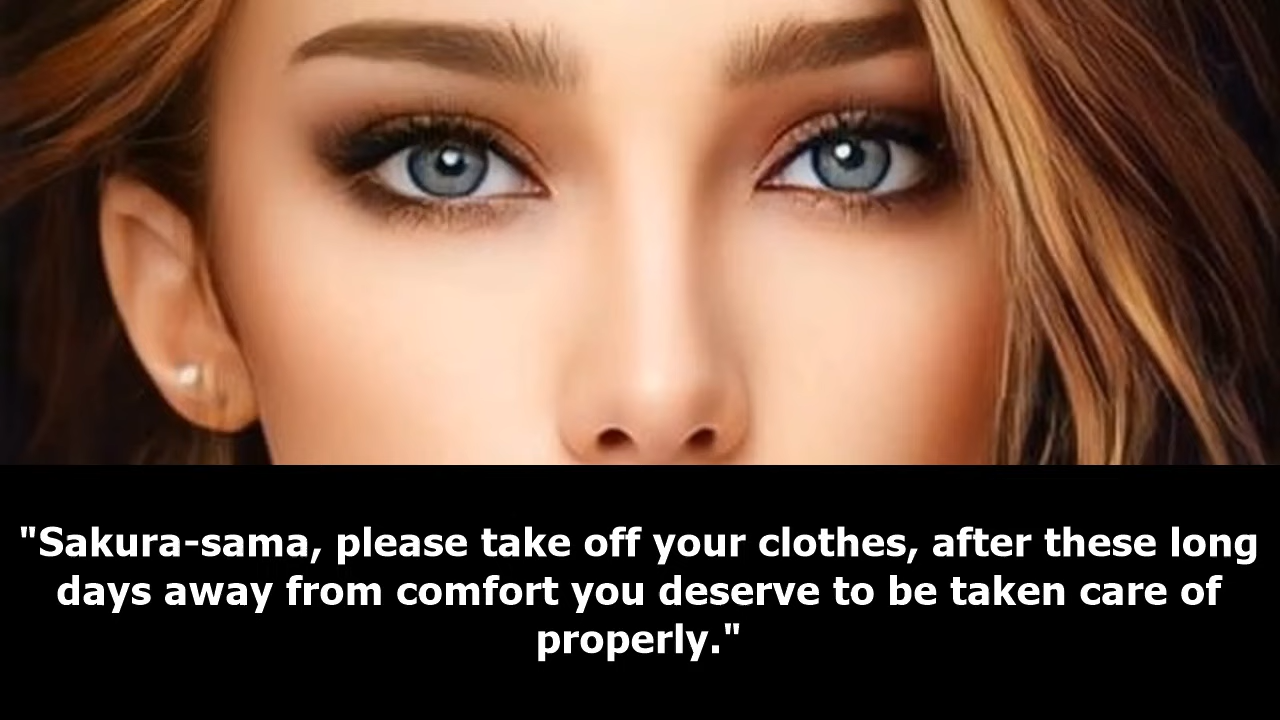 "Sakura-sama, please take off your clothes, after these long
days away from comfort you deserve to be taken care of
properly."